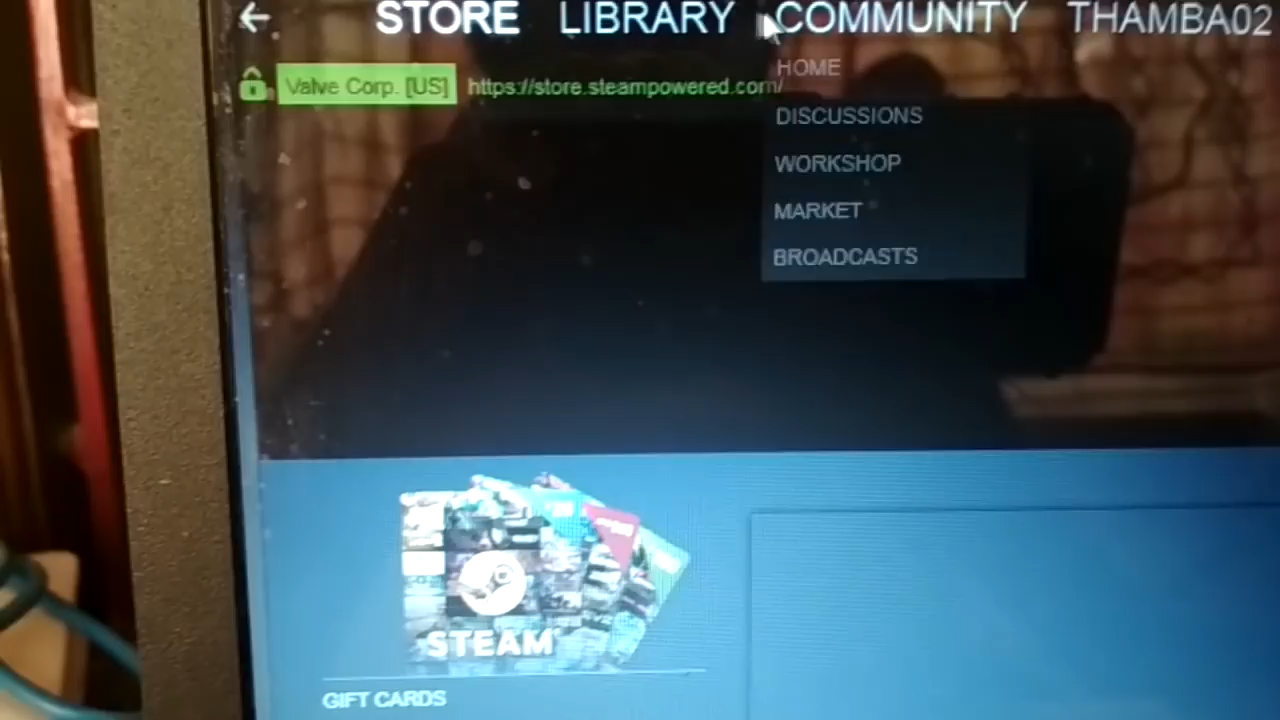 STORE LIBRARY COMMUNITY THAMBA02
HOME
Valve Corp. [US] https://store.steampowered.com/
DISCUSSIONS
WORKSHOP
MARKET
BROADCASTS
STEAM
GIFT CARDS